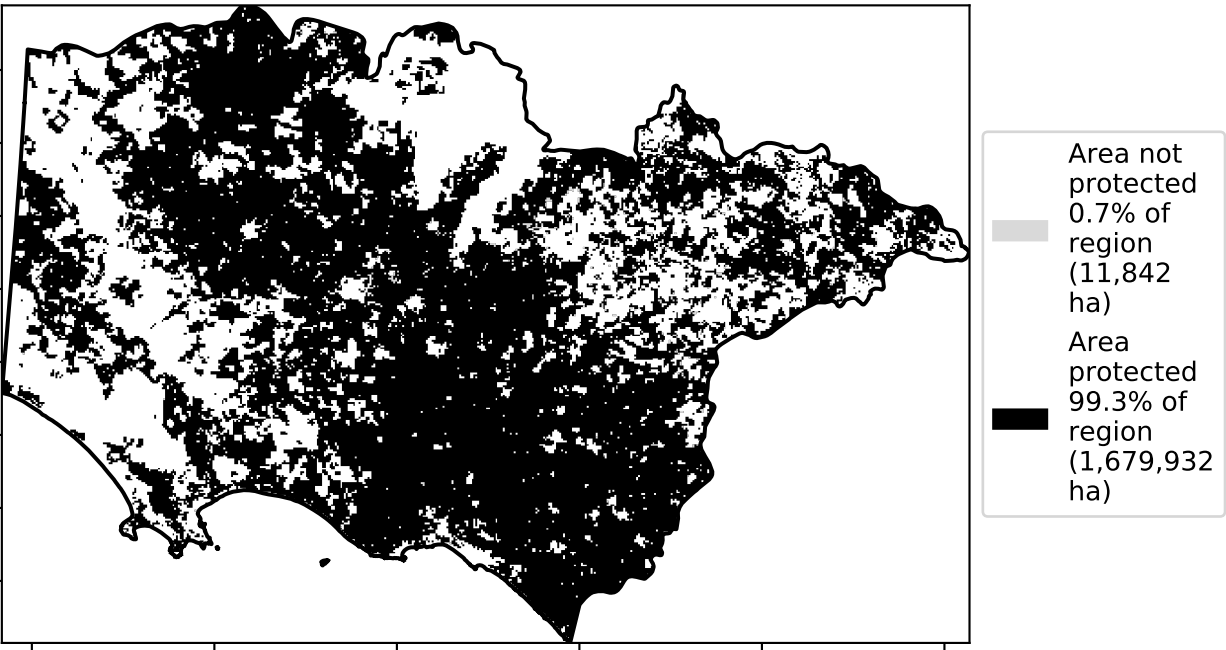 Area not
protected
0.7% of
region
(11,842
ha)
Area
protected
99.3% of
region
(1,679,932
ha)